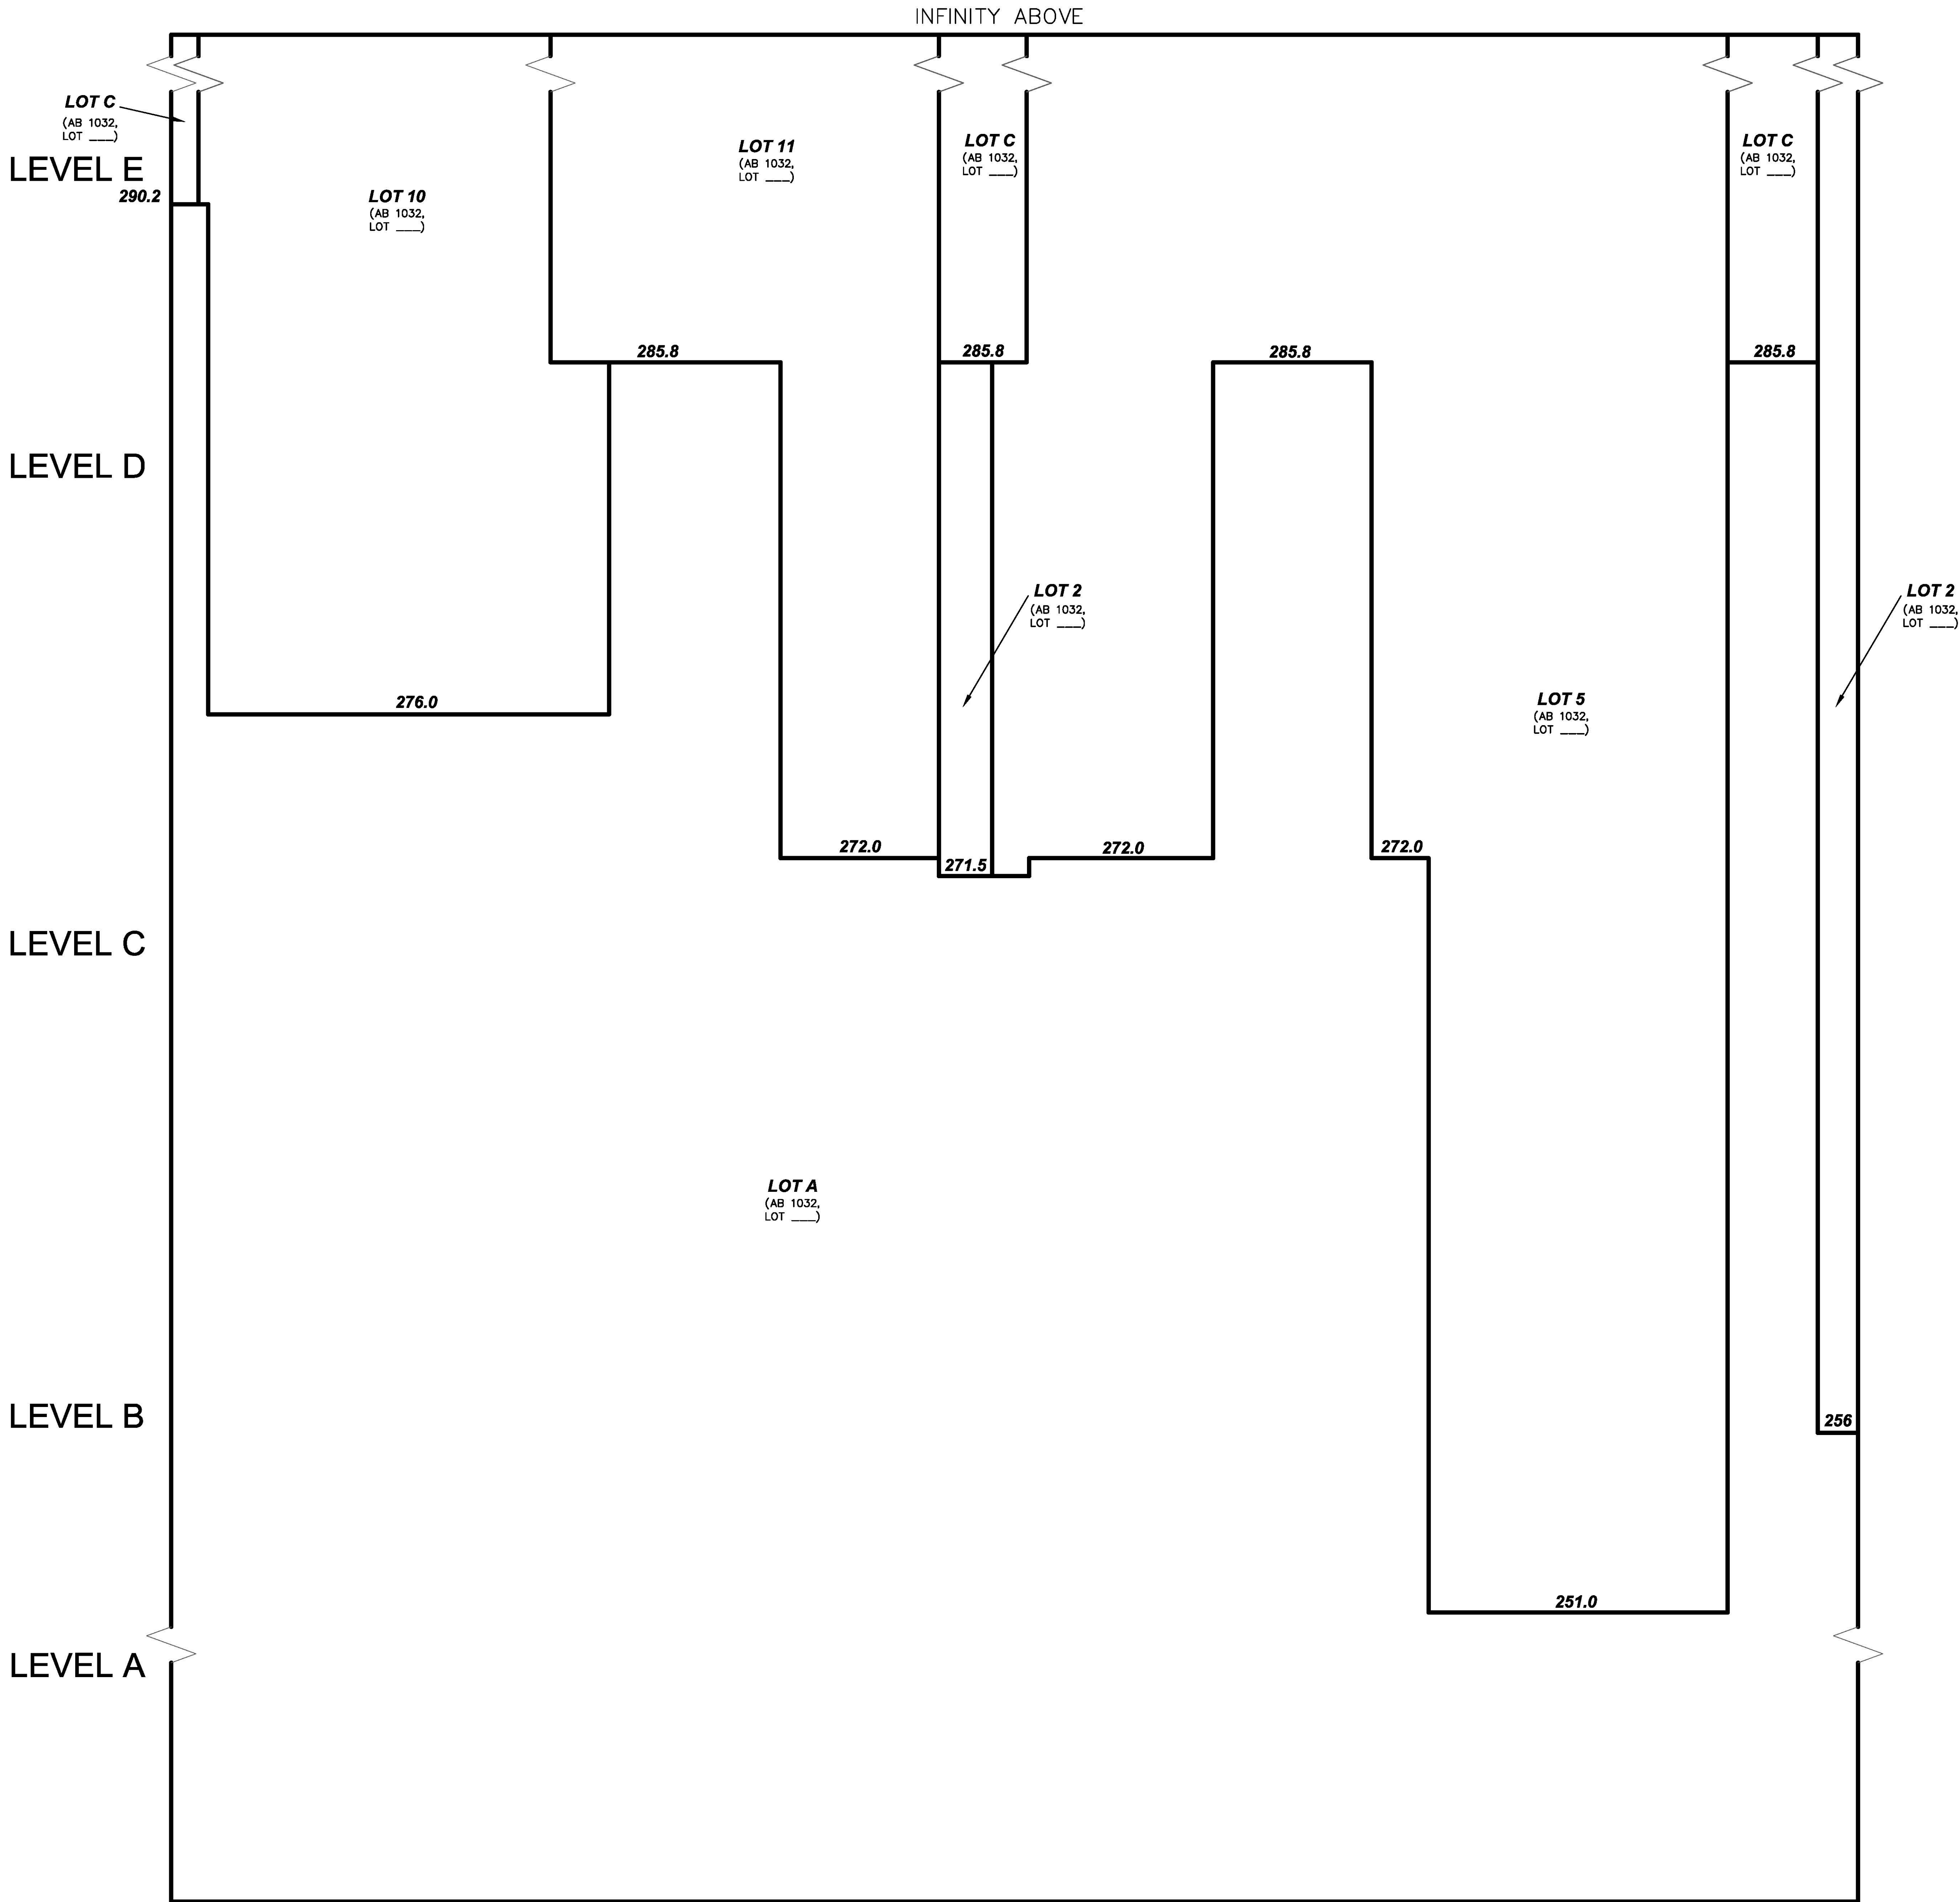 INFINITY ABOVE
LOT C
(AB 1032,
LOT ___)
LEVEL E
290.2
LOT 10
(AB 1032,
LOT ___)
LOT 11
(AB 1032,
LOT ___)
LOT C
(AB 1032,
LOT ___)
LOT C
(AB 1032,
LOT ___)
285.8
285.8
285.8
285.8
LEVEL D
LOT 2
(AB 1032,
LOT ___)
LOT 2
(AB 1032,
LOT ___)
276.0
LOT 5
(AB 1032,
LOT ___)
272.0
271.5
272.0
272.0
LEVEL C
LOT A
(AB 1032,
LOT ___)
LEVEL B
256
251.0
LEVEL A